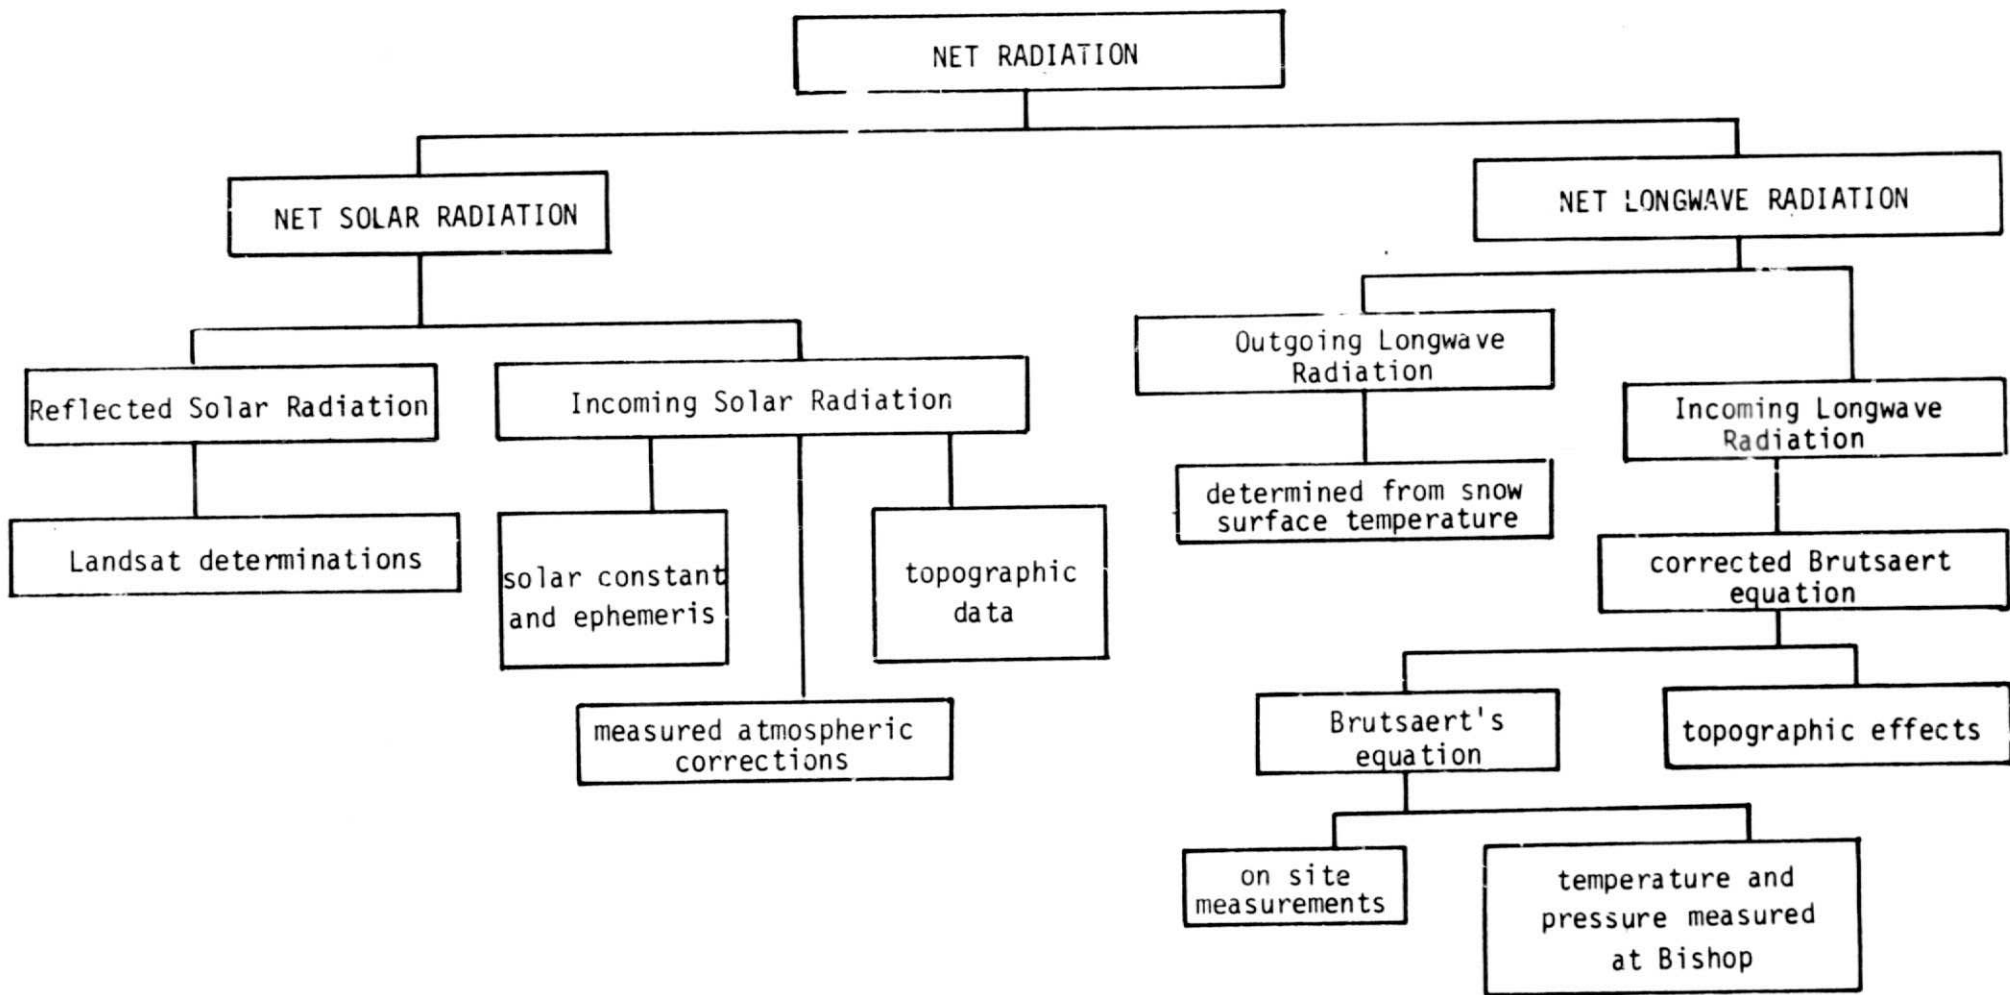 NET RADIATION
NET SOLAR RADIATION
NET LONGWAVE RADIATION
Reflected Solar Radiation
Incoming Solar Radiation
Outgoing Longwave
Radiation
Incoming Longwave
Radiation
Landsat determinations
solar constant
and ephemeris
topographic
data
measured atmospheric
corrections
determined from snow
surface temperature
corrected Brutsaert
equation
Brutsaert's
equation
topographic effects
on site
measurements
temperature and
pressure measured
at Bishop